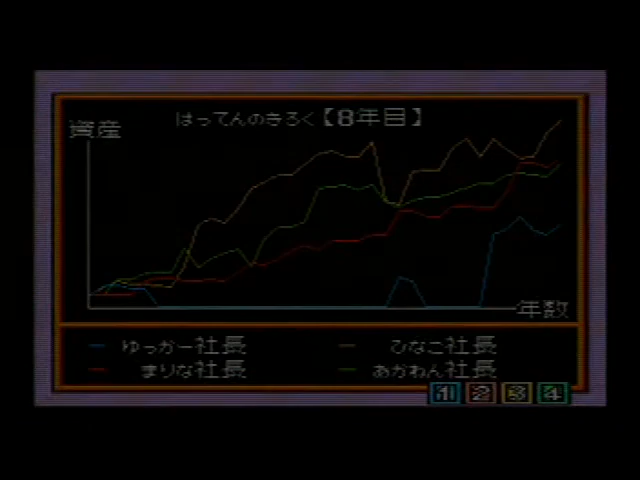 はってんのきろく【8年目】
資産
年数
ゆっかー社長 ひなこ社長
まりな社長 あかねん社長
1 2 3 4